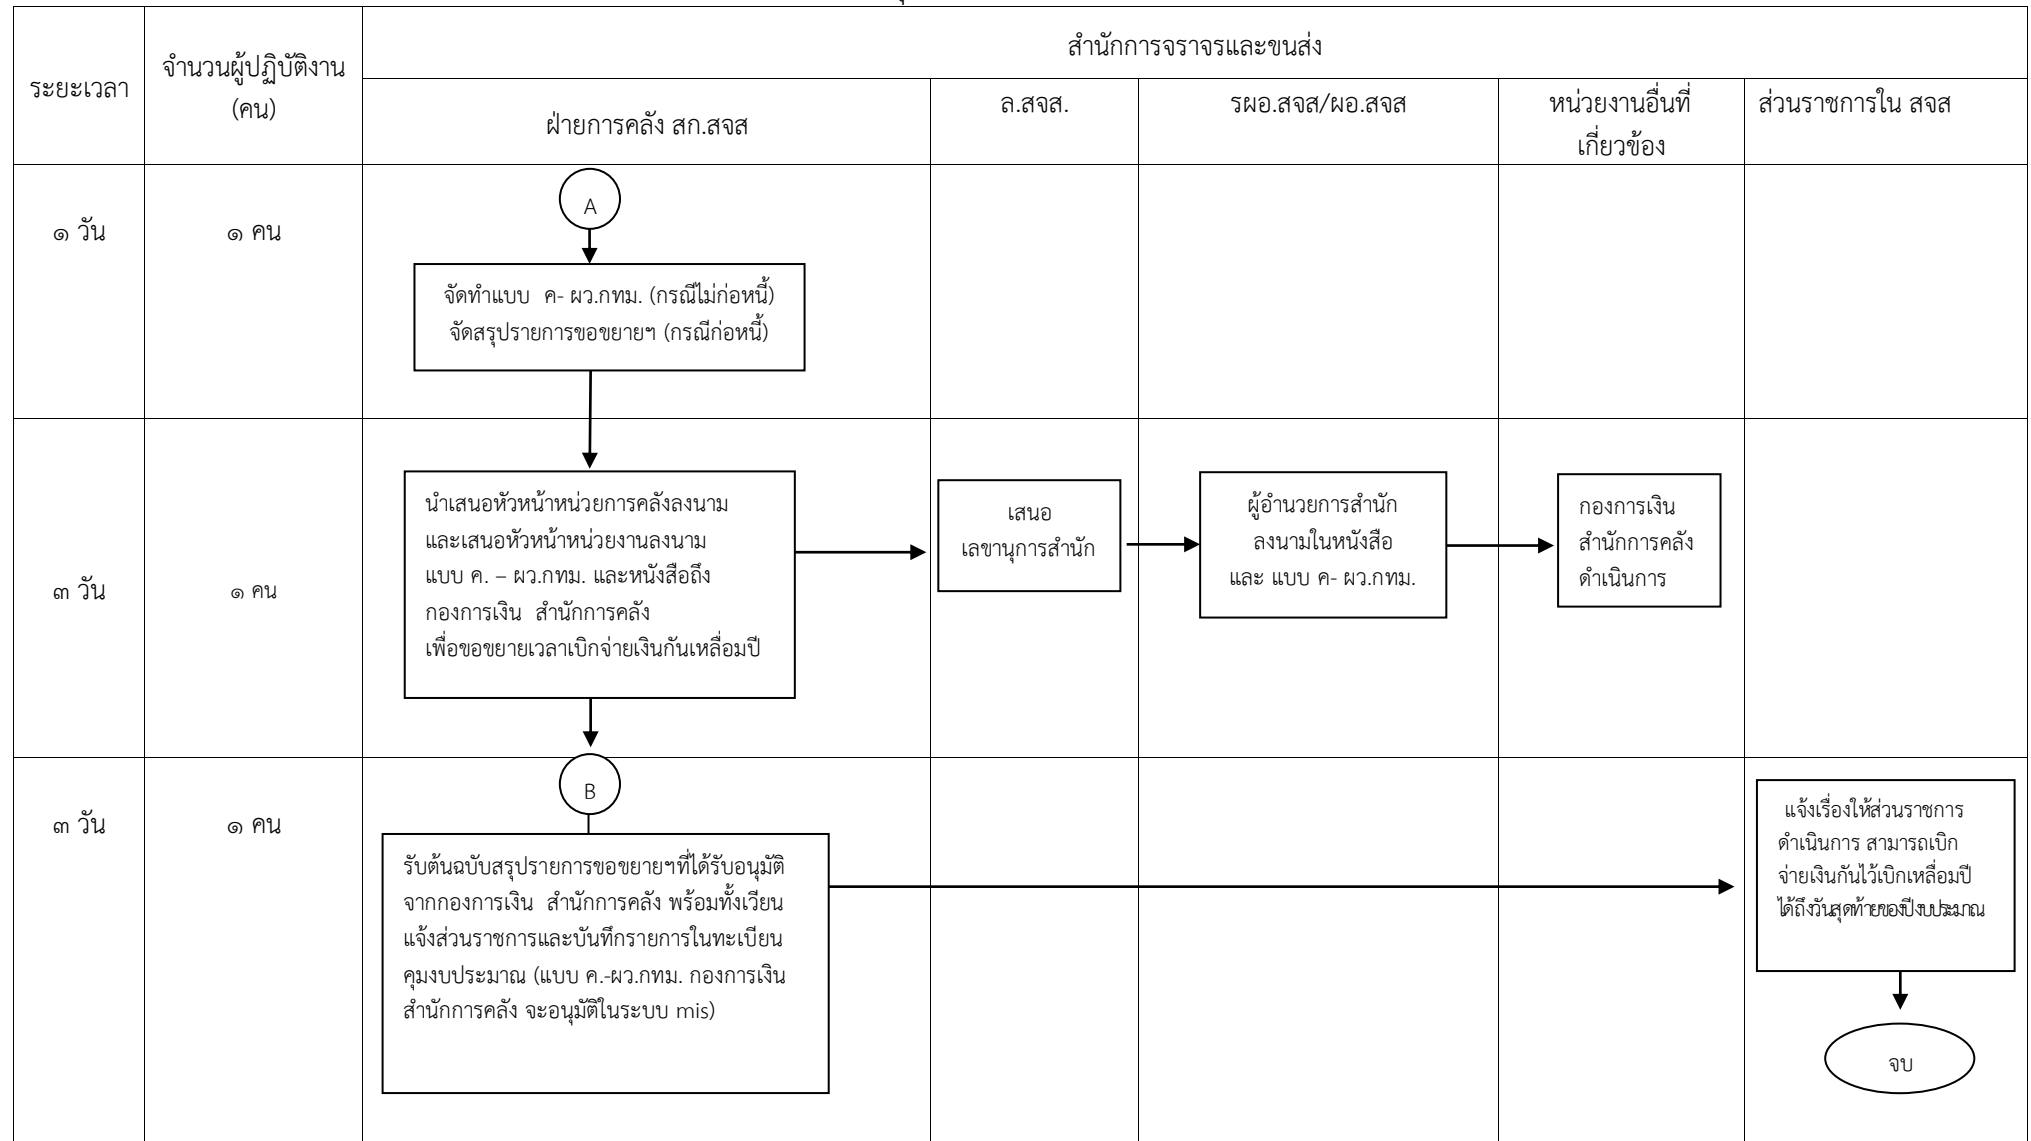 สำนักการจราจรและขนส่ง
ระยะเวลา
จำนวนผู้ปฏิบัติงาน
(คน)
ฝ่ายการคลัง สก.สจส
ล.สจส.
รผอ.สจส/ผอ.สจส
หน่วยงานอื่นที่
เกี่ยวข้อง
ส่วนราชการใน สจส
๑ วัน
๑ คน
A
จัดทำแบบ ค- ผว.กทม. (กรณีไม่ก่อหนี้)
จัดสรุปรายการขอขยายฯ (กรณีก่อหนี้)
๓ วัน
๑ คน
นำเสนอหัวหน้าหน่วยการคลังลงนาม
และเสนอหัวหน้าหน่วยงานลงนาม
แบบ ค. – ผว.กทม. และหนังสือถึง
กองการเงิน สำนักการคลัง
เพื่อขอขยายเวลาเบิกจ่ายเงินกันเหลื่อมปี
เสนอ
เลขานุการสำนัก
ผู้อำนวยการสำนัก
ลงนามในหนังสือ
และ แบบ ค- ผว.กทม.
กองการเงิน
สำนักการคลัง
ดำเนินการ
๓ วัน
๑ คน
B
รับต้นฉบับสรุปรายการขอขยายฯที่ได้รับอนุมัติ
จากกองการเงิน สำนักการคลัง พร้อมทั้งเวียน
แจ้งส่วนราชการและบันทึกรายการในทะเบียน
คุมงบประมาณ (แบบ ค.-ผว.กทม. กองการเงิน
สำนักการคลัง จะอนุมัติในระบบ mis)
แจ้งเรื่องให้ส่วนราชการ
ดำเนินการ สามารถเบิก
จ่ายเงินกันไว้เบิกเหลื่อมปี
ได้ถึงวันสุดท้ายของปีงบประมาณ
จบ